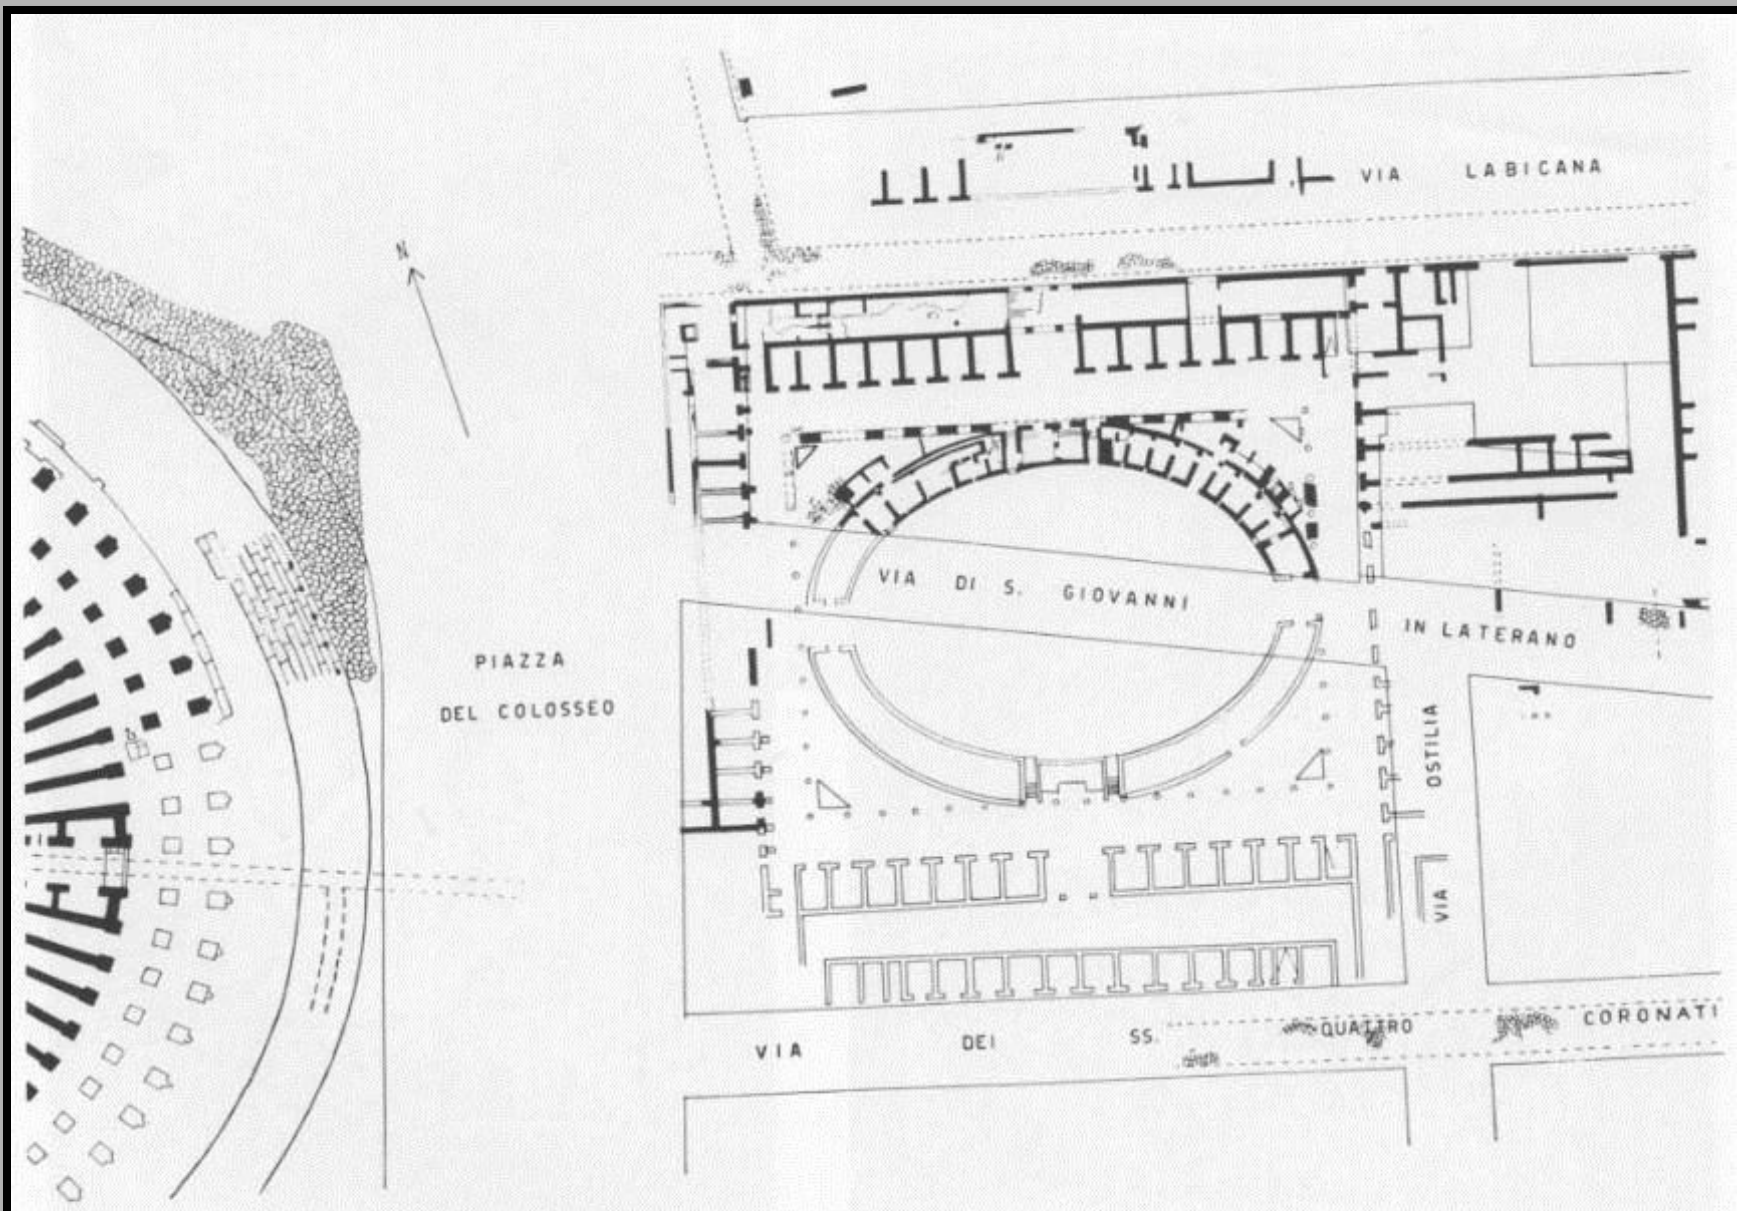 VIA LABICANA
N
VIA DI S. GIOVANNI
IN LATERANO
PIAZZA
DEL COLOSSEO
VIA OSTILIA
VIA DEI SS. QUATTRO CORONATI